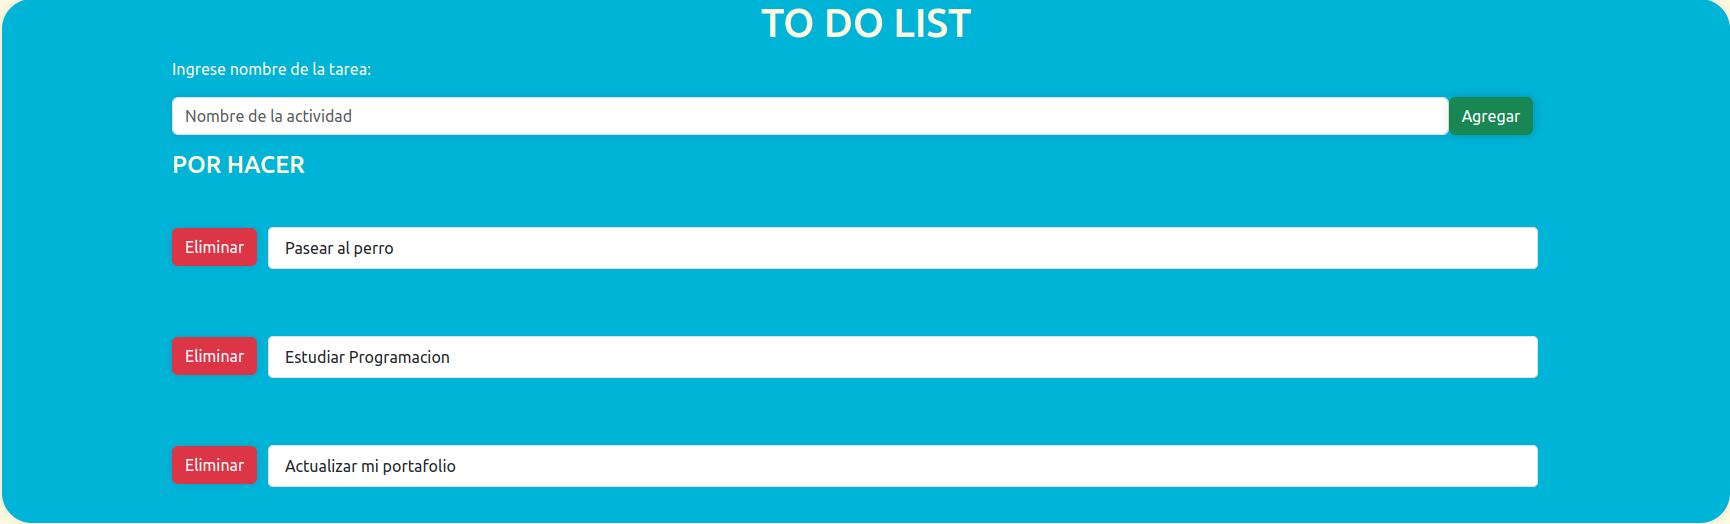 TO DO LIST
Ingrese nombre de la tarea:
Nombre de la actividad Agregar
POR HACER
Eliminar Pasear al perro
Eliminar Estudiar Programacion
Eliminar Actualizar mi portafolio